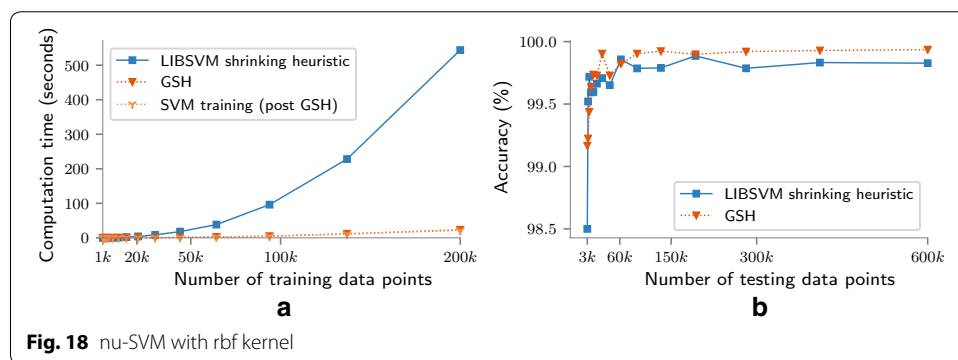 Computation time (seconds)
500
400
300
200
100
0
LIBSVM shrinking heuristic
GSH
SVM training (post GSH)
1k 20k 50k 100k 200k
Number of training data points
a
Accuracy (%)
100.0
99.5
99.0
98.5
LIBSVM shrinking heuristic
GSH
3k 60k 150k 300k 600k
Number of testing data points
b
Fig. 18 nu-SVM with rbf kernel